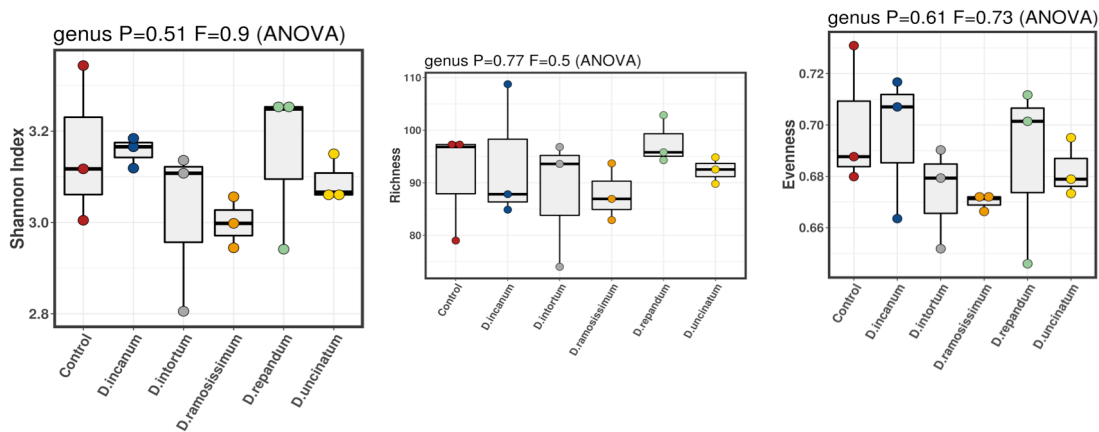 genus P=0.51 F=0.9 (ANOVA)
Shannon Index
3.2
3.0
2.8
Control
D.incanum
D.intortum
D.ramosissimum
D.repandum
D.uncinatum
genus P=0.77 F=0.5 (ANOVA)
Richness
110
100
90
80
Control
D.incanum
D.intortum
D.ramosissimum
D.repandum
D.uncinatum
genus P=0.61 F=0.73 (ANOVA)
Evenness
0.72
0.70
0.68
0.66
Control
D.incanum
D.intortum
D.ramosissimum
D.repandum
D.uncinatum